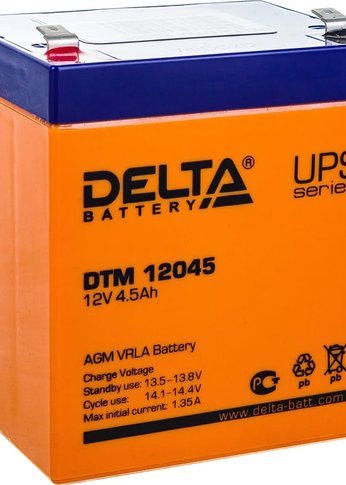 DELTA®
BATTERY
UPS
series
DTM 12045
12V 4.5Ah
AGM VRLA Battery
Charge Voltage
Standby use: 13.5-13.8V
Cycle use: 14.1-14.4V
Max initial current: 1.35A
pb pb
www.delta-batt.com